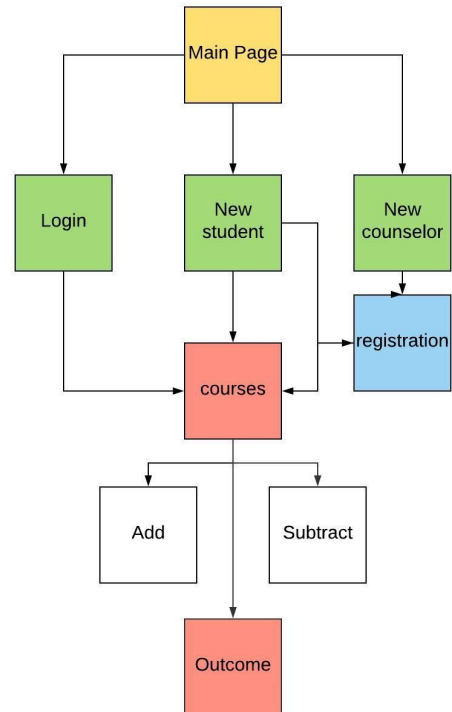 Main Page
Login
New
student
New
counselor
registration
courses
Add
Subtract
Outcome